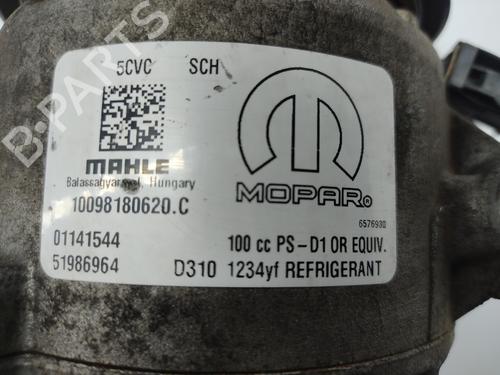 5CVC SCH
MAHLE
Balassagyarmat, Hungary
10098180620.C
MOPAR®
6576930
01141544
100 cc PS-D1 OR EQUIV.
51986964
D310 1234yf REFRIGERANT
B-PARTS